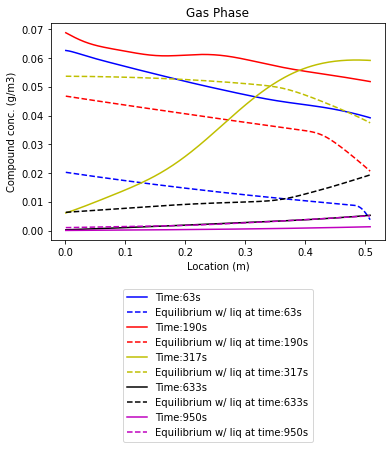 Gas Phase
0.07
0.06
0.05
0.04
0.03
0.02
0.01
0.00
Compound conc. (g/m3)
0.0 0.1 0.2 0.3 0.4 0.5
Location (m)
Time:63s
Equilibrium w/ liq at time:63s
Time:190s
Equilibrium w/ liq at time:190s
Time:317s
Equilibrium w/ liq at time:317s
Time:633s
Equilibrium w/ liq at time:633s
Time:950s
Equilibrium w/ liq at time:950s